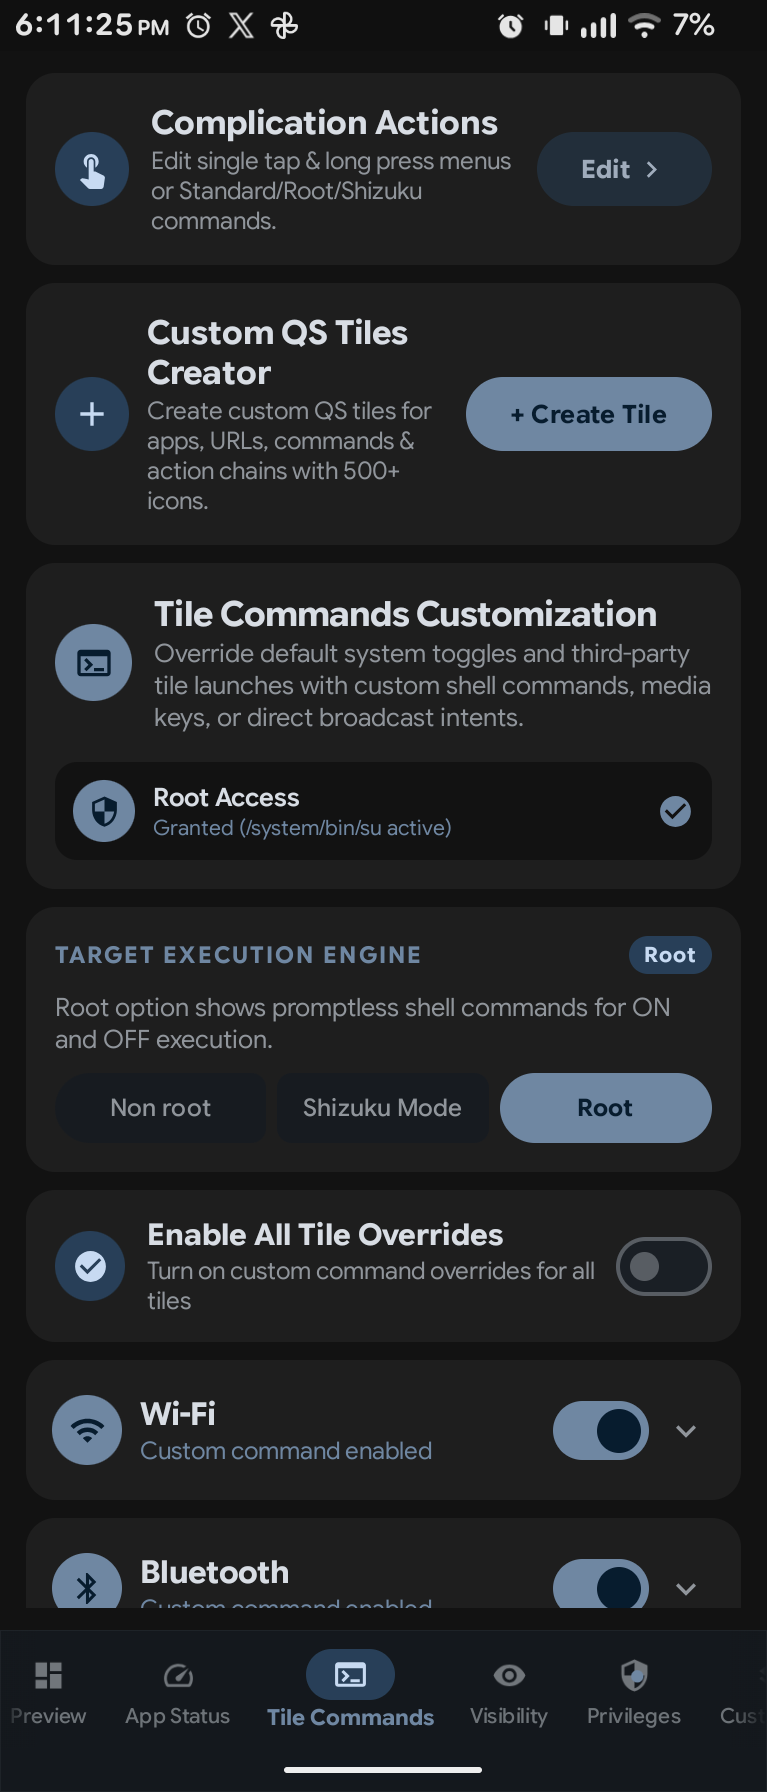 6:11:25 PM
7%
Complication Actions
Edit single tap & long press menus
or Standard/Root/Shizuku
commands.
Edit
Custom QS Tiles
Creator
Create custom QS tiles for
apps, URLs, commands &
action chains with 500+
icons.
+ Create Tile
Tile Commands Customization
Override default system toggles and third-party
tile launches with custom shell commands, media
keys, or direct broadcast intents.
Root Access
Granted (/system/bin/su active)
TARGET EXECUTION ENGINE
Root
Root option shows promptless shell commands for ON
and OFF execution.
Non root
Shizuku Mode
Root
Enable All Tile Overrides
Turn on custom command overrides for all
tiles
Wi-Fi
Custom command enabled
Bluetooth
Custom command enabled
Preview
App Status
Tile Commands
Visibility
Privileges
Cust